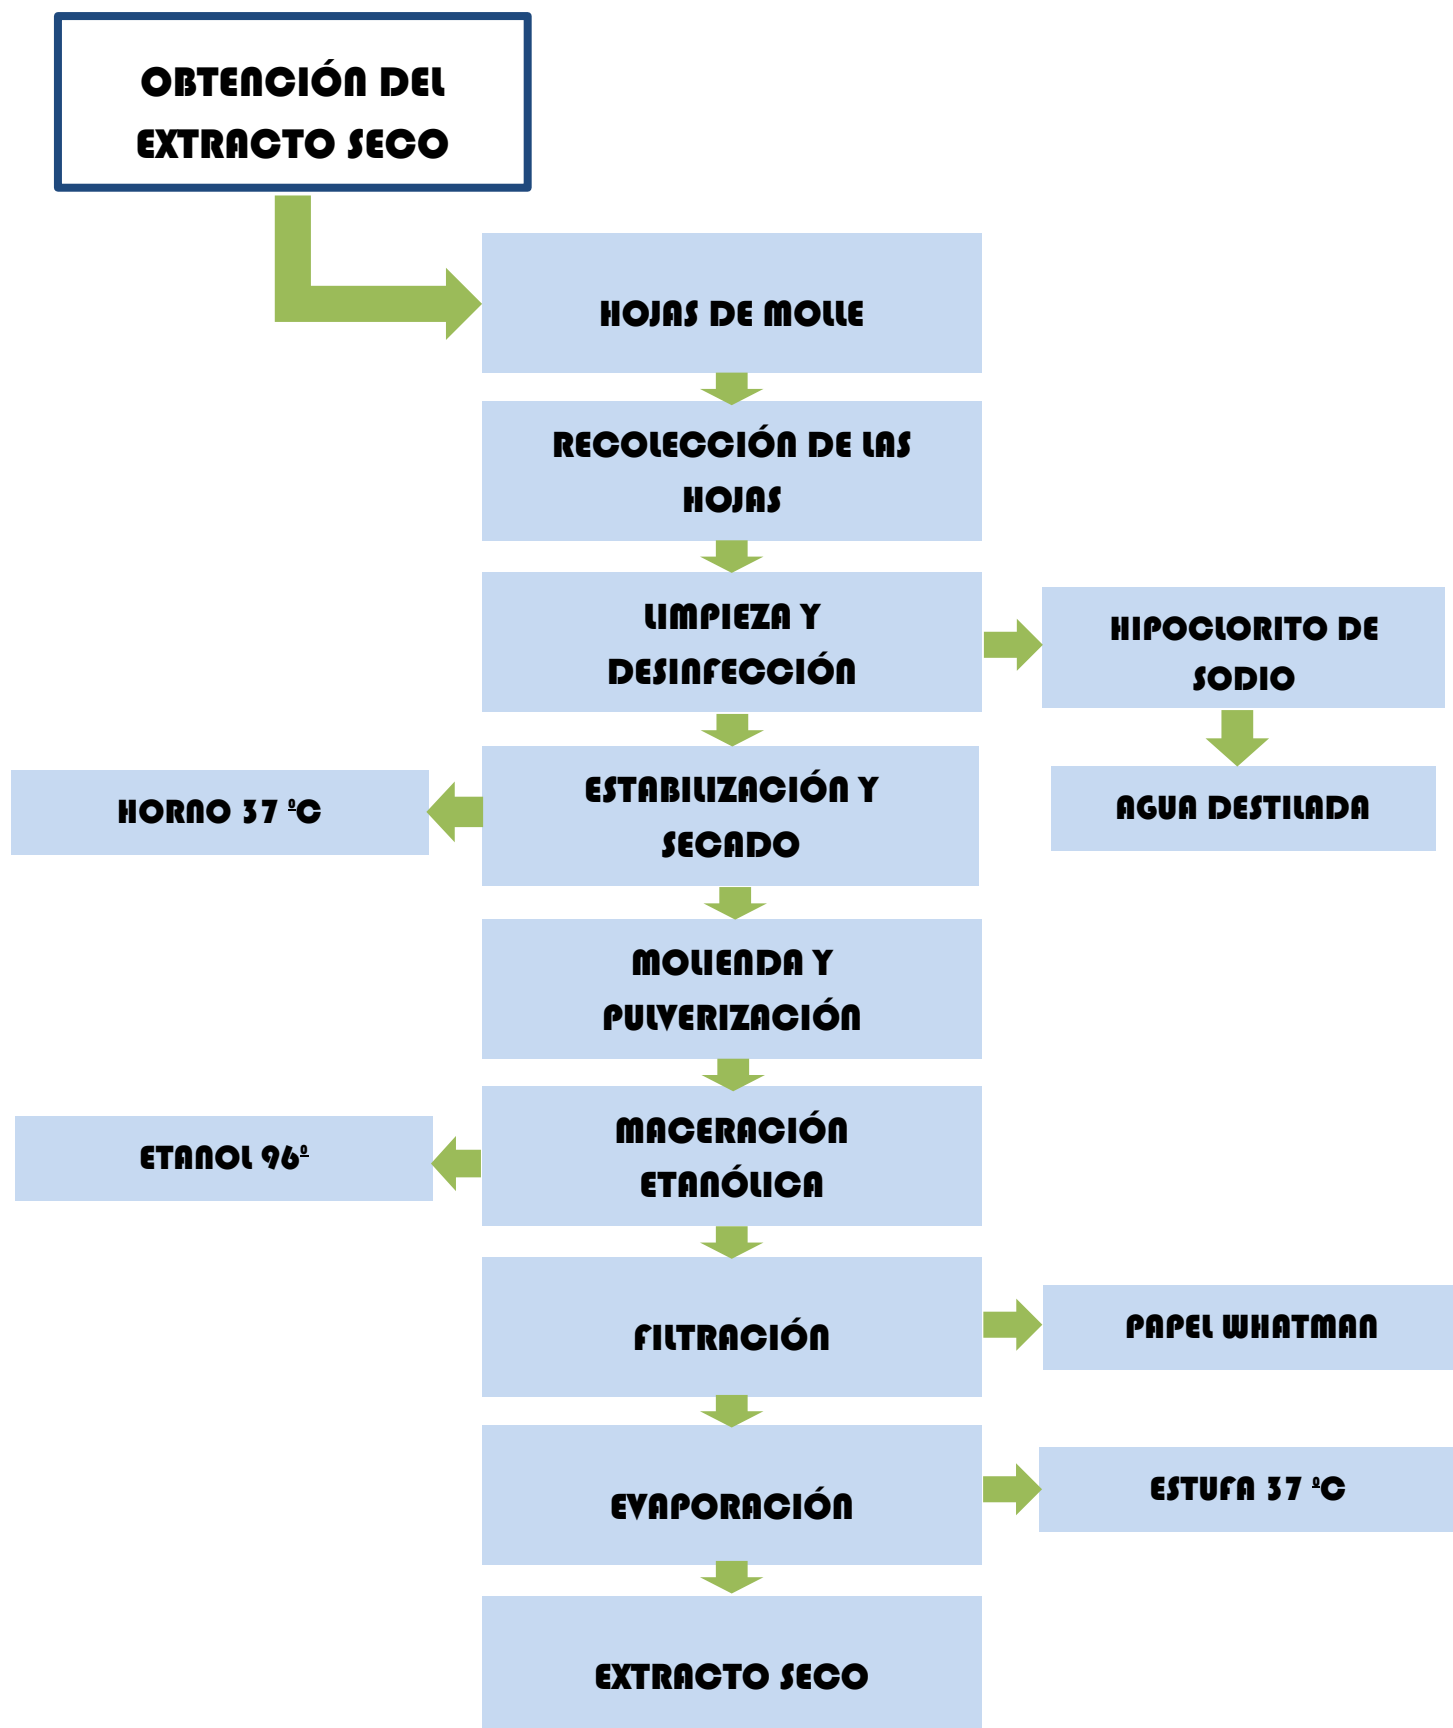 OBTENCIÓN DEL
EXTRACTO SECO
HOJAS DE MOLLE
RECOLECCIÓN DE LAS
HOJAS
LIMPIEZA Y
DESINFECCIÓN
HIPOCLORITO DE
SODIO
AGUA DESTILADA
ESTABILIZACIÓN Y
SECADO
HORNO 37 ºC
MOLIENDA Y
PULVERIZACIÓN
MACERACIÓN
ETANÓLICA
ETANOL 96º
FILTRACIÓN
PAPEL WHATMAN
EVAPORACIÓN
ESTUFA 37 ºC
EXTRACTO SECO